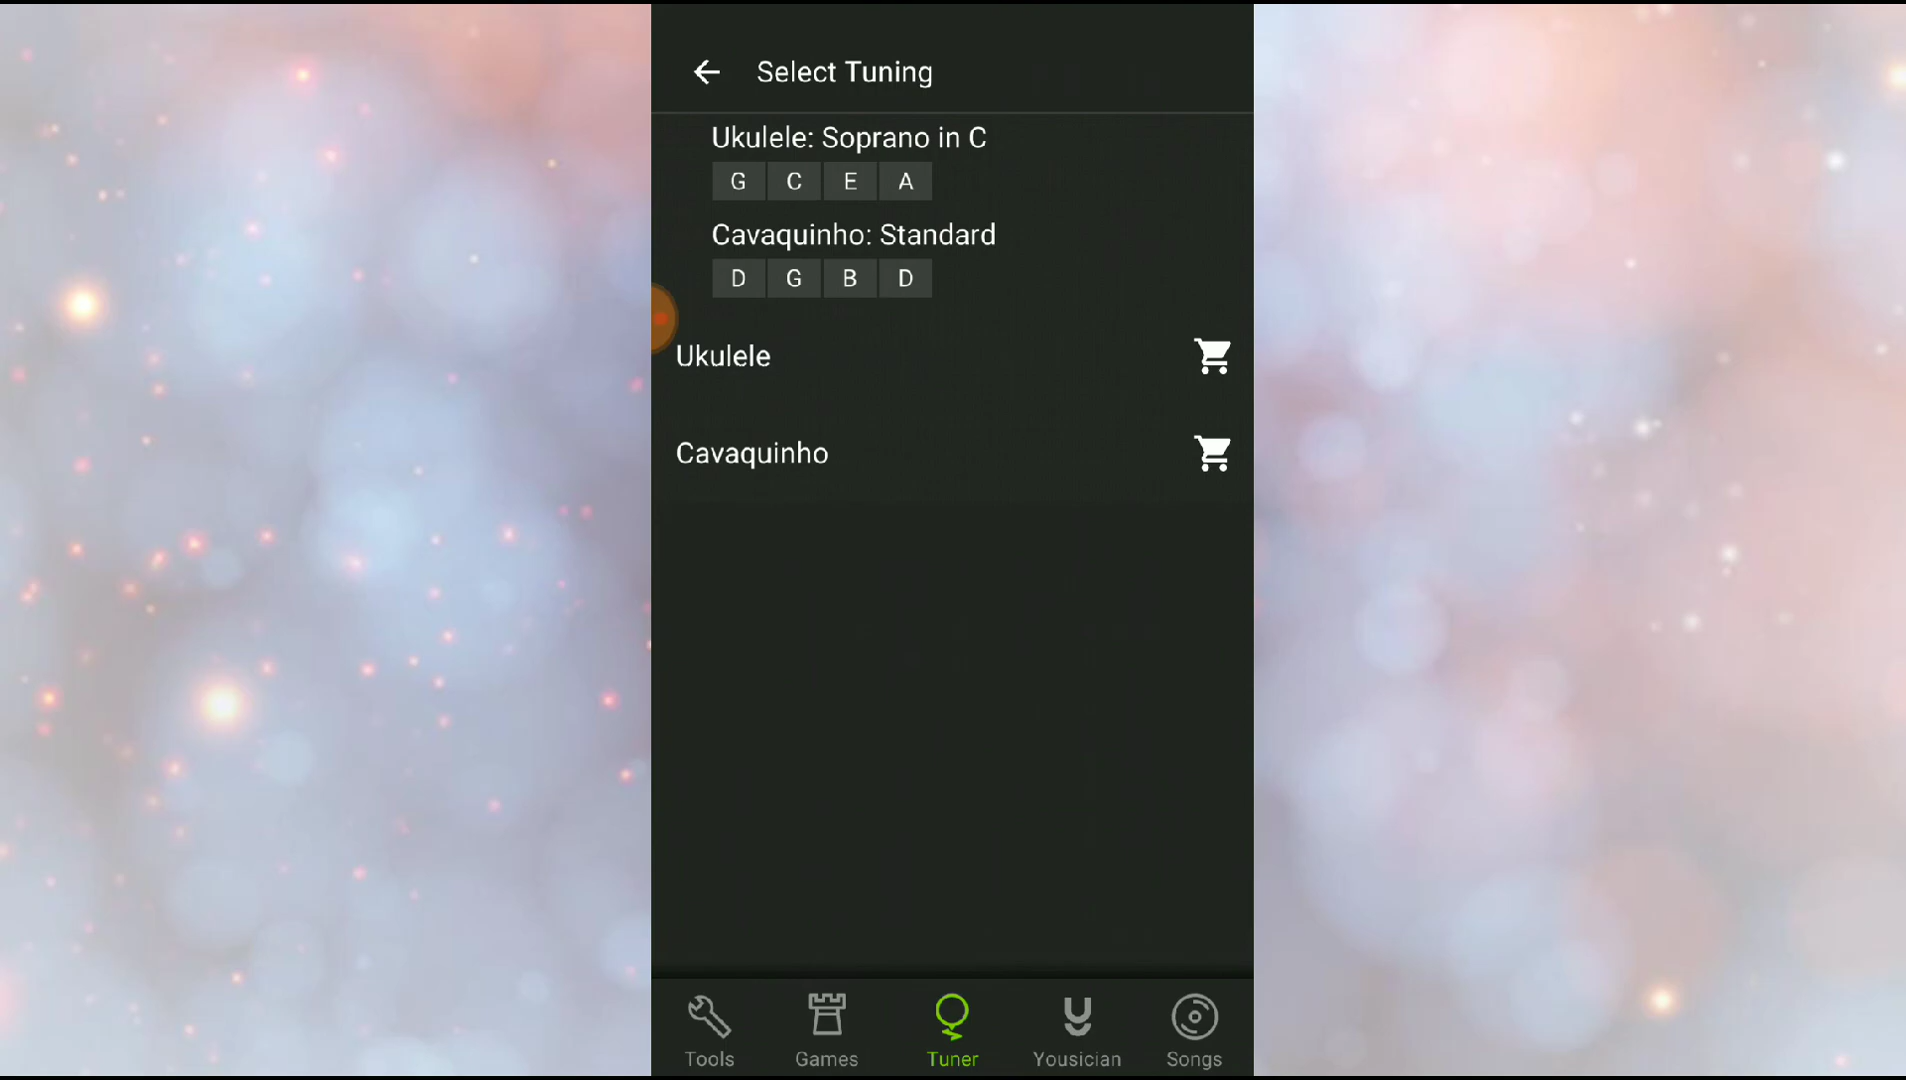 Select Tuning
Ukulele: Soprano in C
G C E A
Cavaquinho: Standard
D G B D
Ukulele
Cavaquinho
Tools Games Tuner Yousician Songs